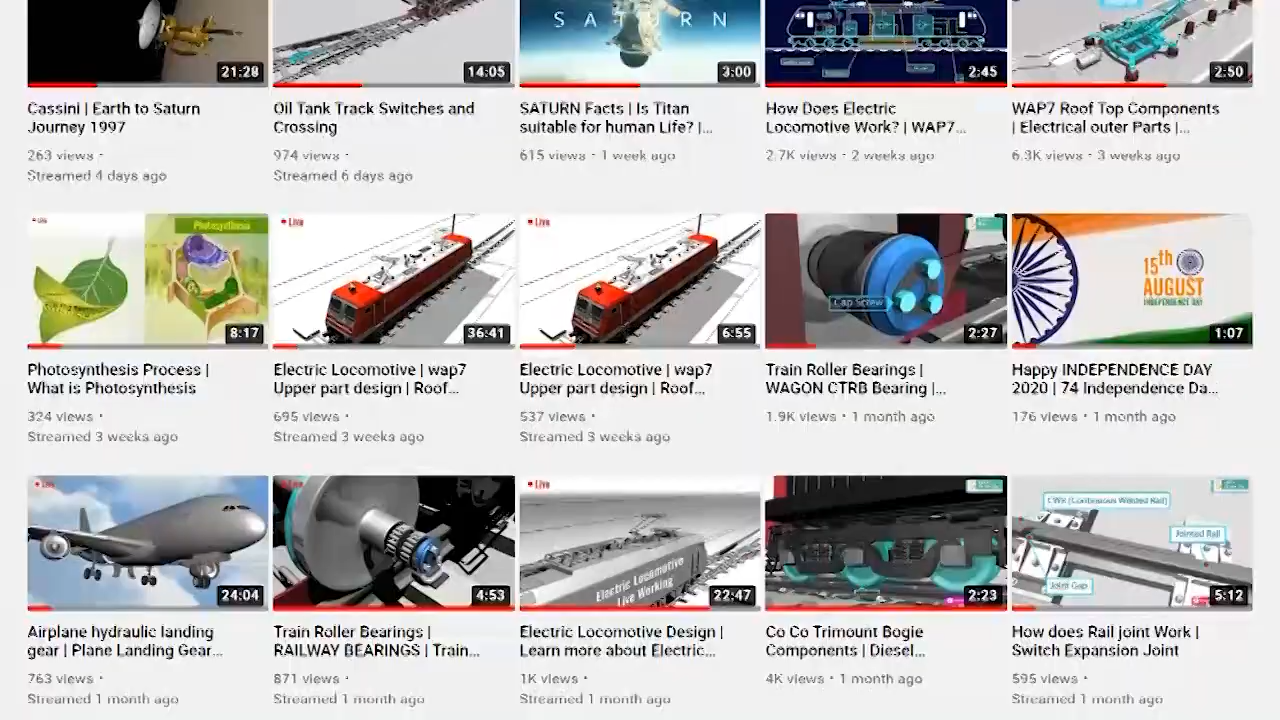 SATURN
21:28
14:05
3:00
2:45
2:50
Cassini | Earth to Saturn
Journey 1997
263 views •
Streamed 4 days ago
Oil Tank Track Switches and
Crossing
974 views •
Streamed 6 days ago
SATURN Facts | Is Titan
suitable for human Life? |...
615 views • 1 week ago
How Does Electric
Locomotive Work? | WAP7...
2.7K views • 2 weeks ago
WAP7 Roof Top Components
| Electrical outer Parts |...
6.3K views • 3 weeks ago
Live
Photosynthesis
8:17
Live
36:41
Live
6:55
Cap Screw
2:27
15th
AUGUST
INDEPENDENCE DAY
1:07
Photosynthesis Process |
What is Photosynthesis
324 views •
Streamed 3 weeks ago
Electric Locomotive | wap7
Upper part design | Roof...
695 views •
Streamed 3 weeks ago
Electric Locomotive | wap7
Upper part design | Roof...
537 views •
Streamed 3 weeks ago
Train Roller Bearings |
WAGON CTRB Bearing |...
1.9K views • 1 month ago
Happy INDEPENDENCE DAY
2020 | 74 Independence Da...
176 views • 1 month ago
Live
24:04
Live
4:53
Live
Electric Locomotive
Live Working
22:47
2:23
CWR (Continuous Welded Rail)
Jointed Rail
Joint Gap
5:12
Airplane hydraulic landing
gear | Plane Landing Gear...
763 views •
Streamed 1 month ago
Train Roller Bearings |
RAILWAY BEARINGS | Train...
871 views •
Streamed 1 month ago
Electric Locomotive Design |
Learn more about Electric...
1K views •
Streamed 1 month ago
Co Co Trimount Bogie
Components | Diesel...
4K views • 1 month ago
How does Rail joint Work |
Switch Expansion Joint
595 views •
Streamed 1 month ago